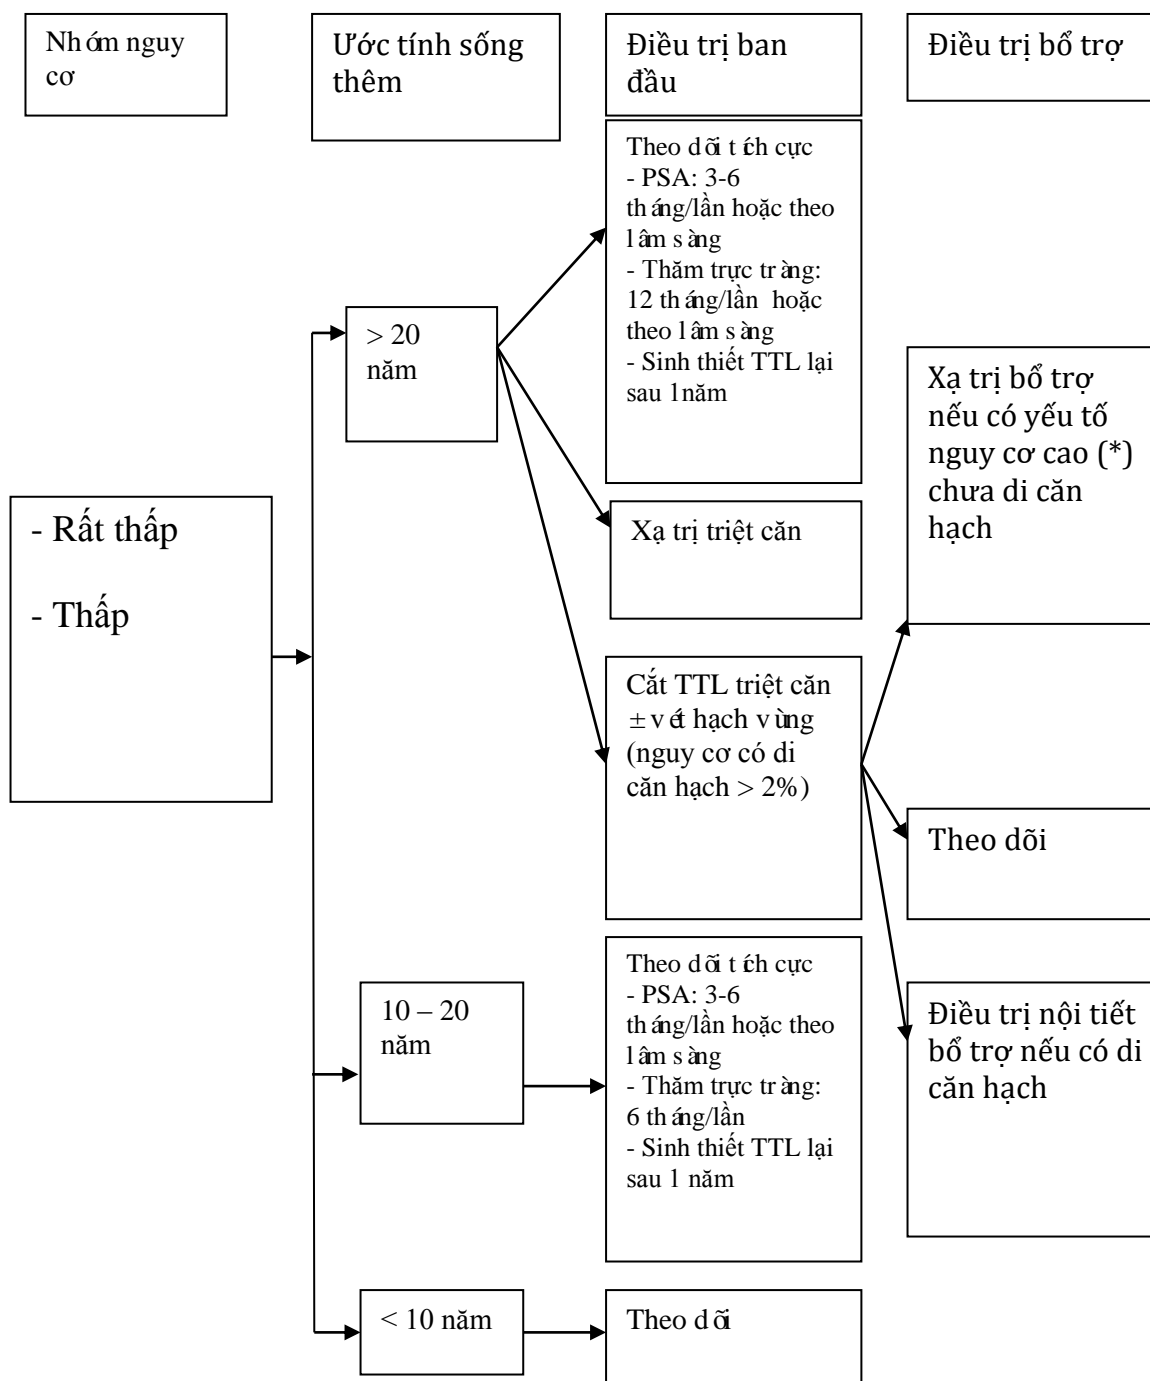 Nhóm nguy
cơ
Ước tính sống
thêm
Điều trị ban
đầu
Điều trị bổ trợ
Theo dõi tích cực
- PSA: 3-6
tháng/lần hoặc theo
lâm sàng
- Thăm trực tràng:
12 tháng/lần hoặc
theo lâm sàng
- Sinh thiết TTL lại
sau 1năm
> 20
năm
Xạ trị bổ trợ
nếu có yếu tố
nguy cơ cao (*)
chưa di căn
hạch
- Rất thấp
- Thấp
Xạ trị triệt căn
Cắt TTL triệt căn
± vét hạch vùng
(nguy cơ có di
căn hạch > 2%)
Theo dõi
10 – 20
năm
Theo dõi tích cực
- PSA: 3-6
tháng/lần hoặc theo
lâm sàng
- Thăm trực tràng:
6 tháng/lần
- Sinh thiết TTL lại
sau 1 năm
Điều trị nội tiết
bổ trợ nếu có di
căn hạch
< 10 năm
Theo dõi